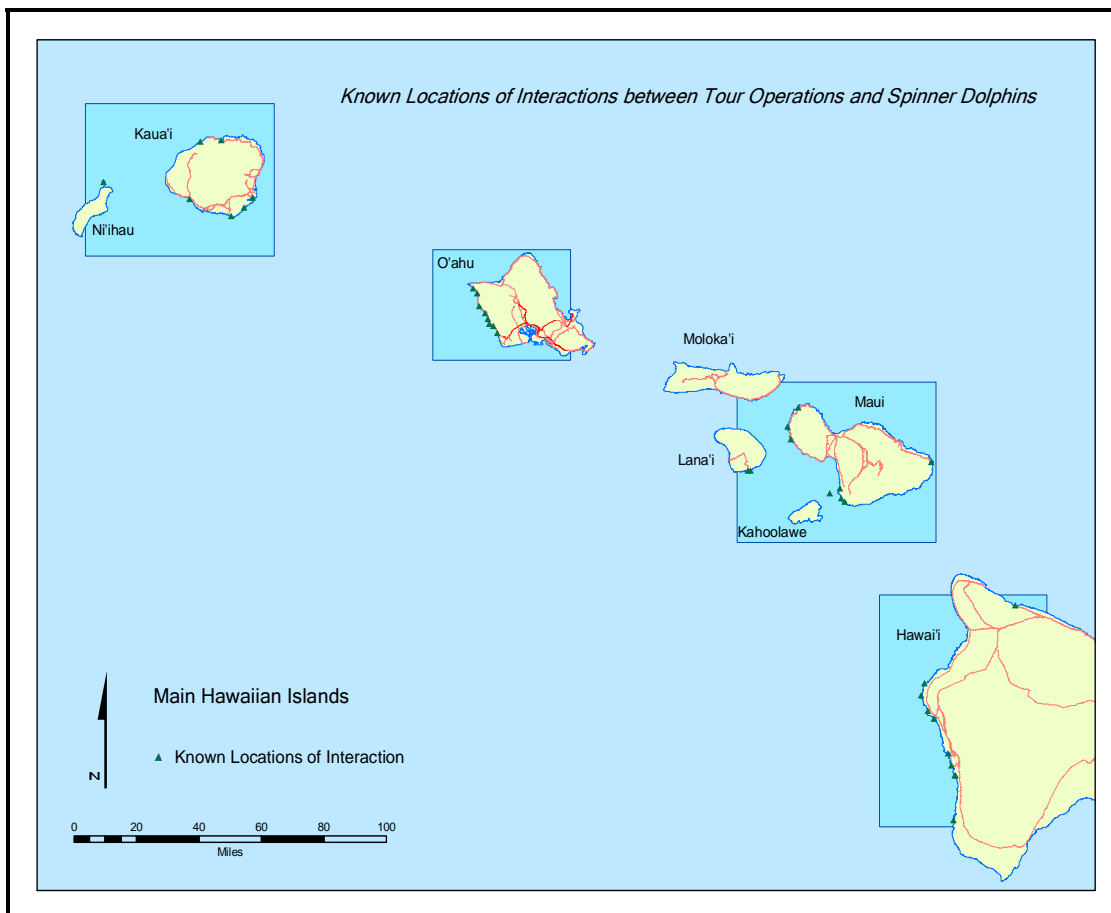 Known Locations of Interactions between Tour Operations and Spinner Dolphins
Kaua'i
Ni'ihau
O'ahu
Moloka'i
Maui
Lana'i
Kahoolawe
Hawai'i
Main Hawaiian Islands
Known Locations of Interaction
N
0 20 40 60 80 100
Miles